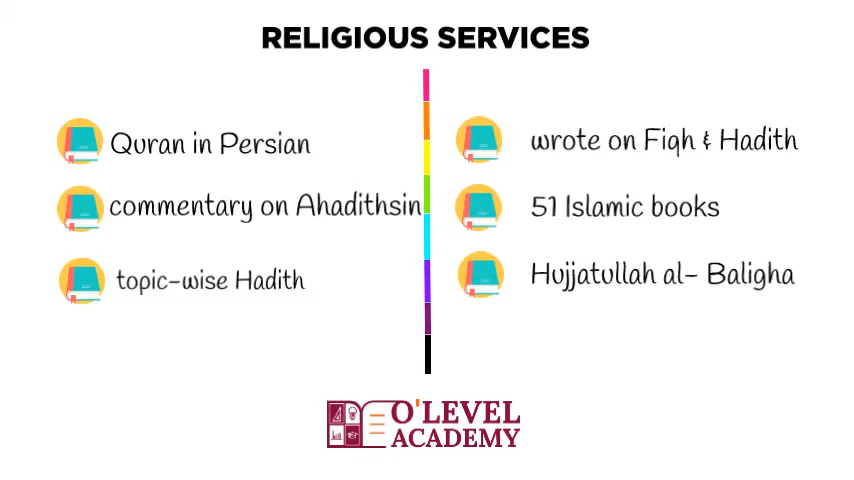 RELIGIOUS SERVICES
Quran in Persian
commentary on Ahadithsin
topic-wise Hadith
wrote on Fiqh & Hadith
51 Islamic books
Hujjatullah al- Baligha
O'LEVEL
ACADEMY